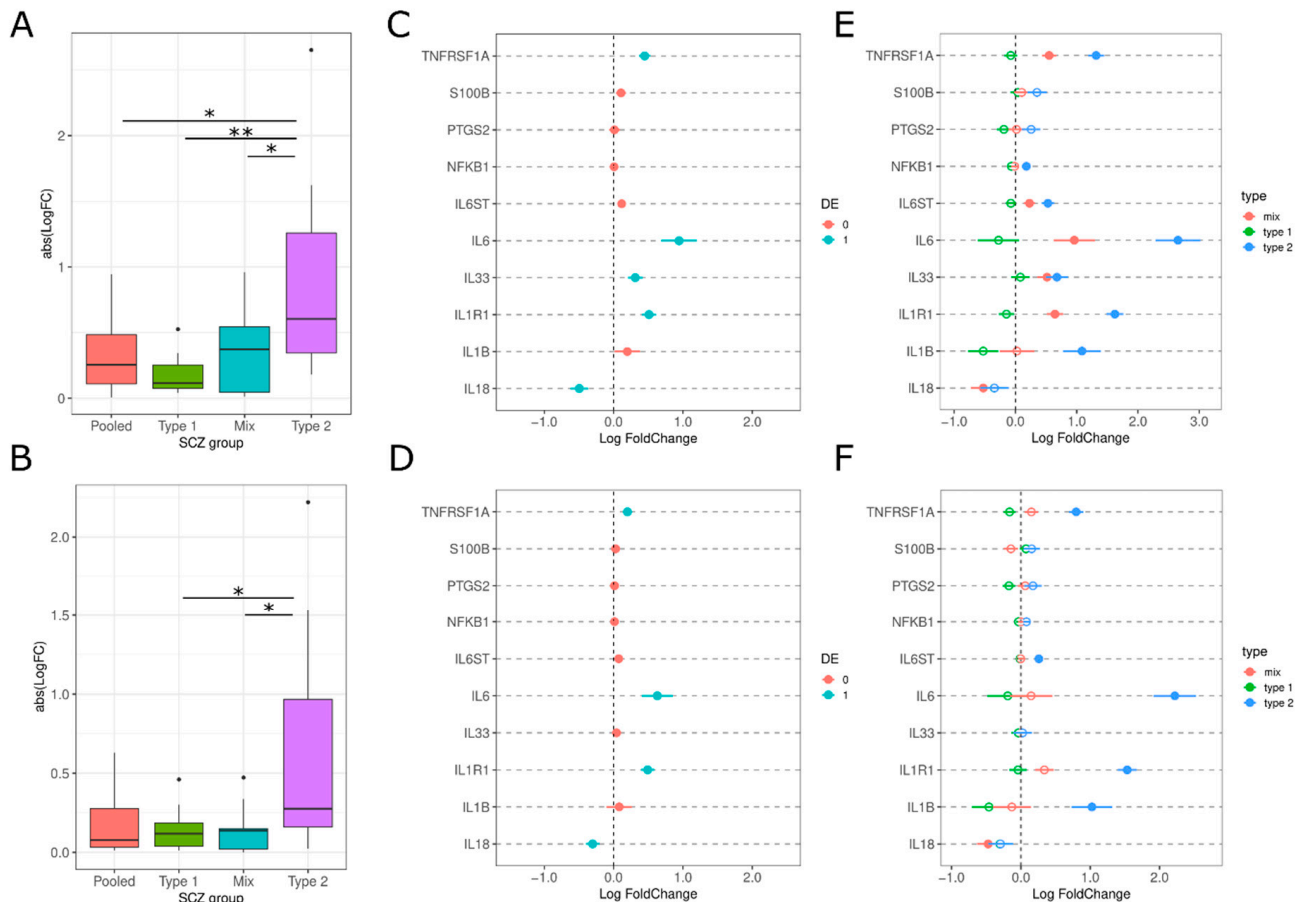 A
abs(LogFC)
2
1
0
*
**
*
Pooled Type 1 Mix Type 2
SCZ group
B
abs(LogFC)
2.0
1.5
1.0
0.5
0.0
*
*
Pooled Type 1 Mix Type 2
SCZ group
C
TNFRSF1A
S100B
PTGS2
NFKB1
IL6ST
IL6
IL33
IL1R1
IL1B
IL18
-1.0 0.0 1.0 2.0
Log FoldChange
DE
0
1
D
TNFRSF1A
S100B
PTGS2
NFKB1
IL6ST
IL6
IL33
IL1R1
IL1B
IL18
-1.0 0.0 1.0 2.0
Log FoldChange
DE
0
1
E
TNFRSF1A
S100B
PTGS2
NFKB1
IL6ST
IL6
IL33
IL1R1
IL1B
IL18
-1.0 0.0 1.0 2.0 3.0
Log FoldChange
type
mix
type 1
type 2
F
TNFRSF1A
S100B
PTGS2
NFKB1
IL6ST
IL6
IL33
IL1R1
IL1B
IL18
-1.0 0.0 1.0 2.0
Log FoldChange
type
mix
type 1
type 2